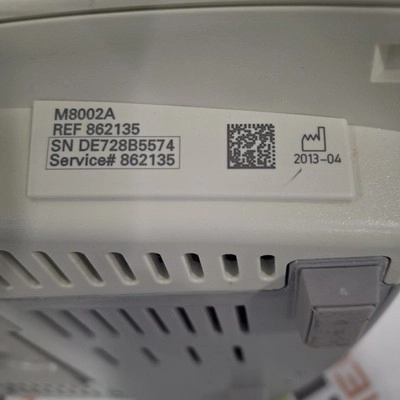 M8002A
REF 862135
SN DE728B5574
Service# 862135
2013-04